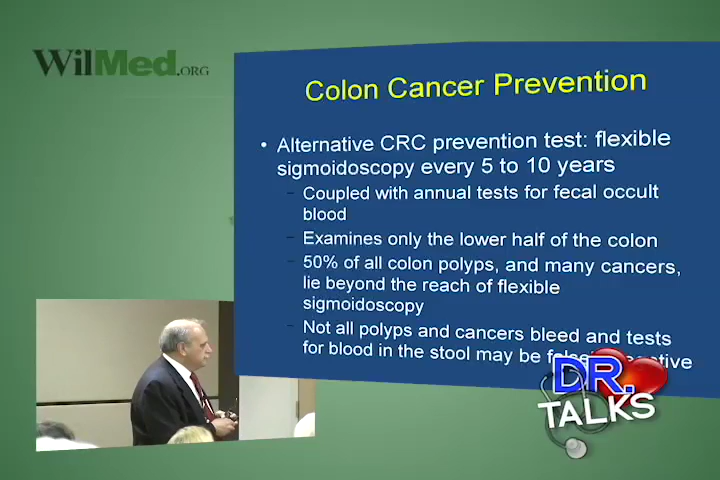 WilMed.ORG
Colon Cancer Prevention
• Alternative CRC prevention test: flexible
sigmoidoscopy every 5 to 10 years
– Coupled with annual tests for fecal occult
blood
– Examines only the lower half of the colon
– 50% of all colon polyps, and many cancers,
lie beyond the reach of flexible
sigmoidoscopy
– Not all polyps and cancers bleed and tests
for blood in the stool may be
DR.
TALKS